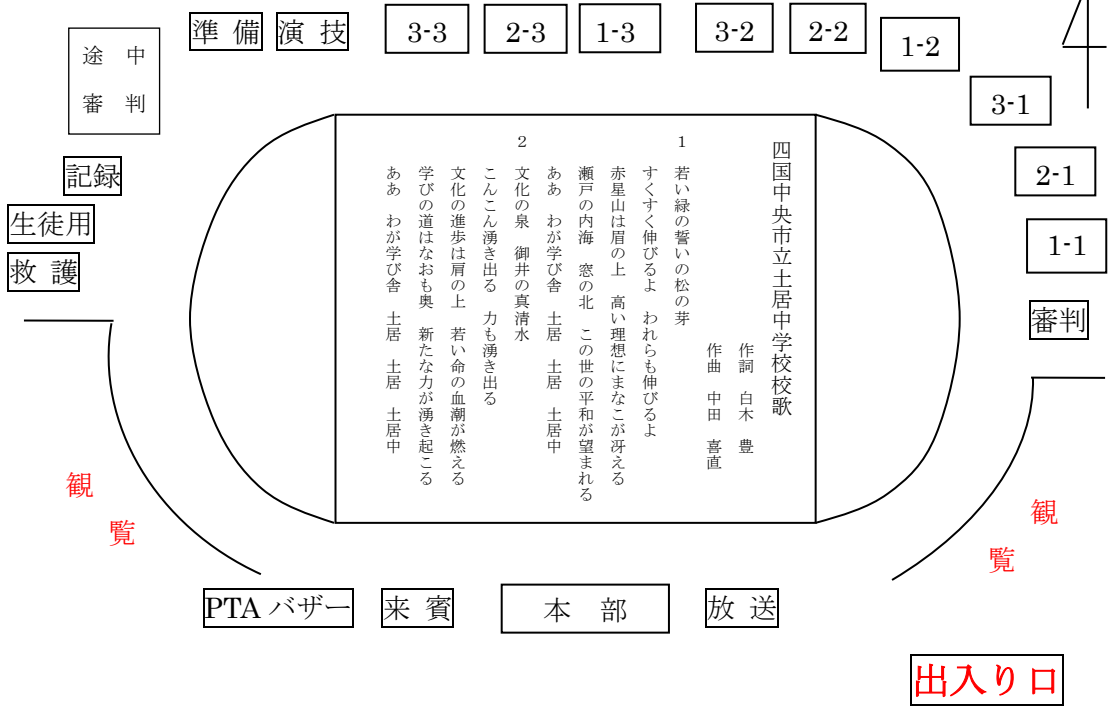 準 備
演 技
3-3
2-3
1-3
3-2
2-2
1-2
3-1
2-1
1-1
審判
途 中
審 判
記録
生徒用
救 護
四国中央市立土居中学校校歌
作詞 白木 豊
作曲 中田 喜直
1 若い緑の誓いの松の芽
すくすく伸びるよ われらも伸びるよ
赤星山は眉の上 高い理想にまなこが冴える
瀬戸の内海 窓の北 この世の平和が望まれる
ああ わが学び舎 土居 土居 土居中
2 文化の泉 御井の真清水
こんこん湧き出る 力も湧き出る
文化の進歩は肩の上 若い命の血潮が燃える
学びの道はなおも奥 新たな力が湧き起こる
ああ わが学び舎 土居 土居 土居中
観
覧
観
覧
PTA バザー
来 賓
本 部
放 送
出入り口